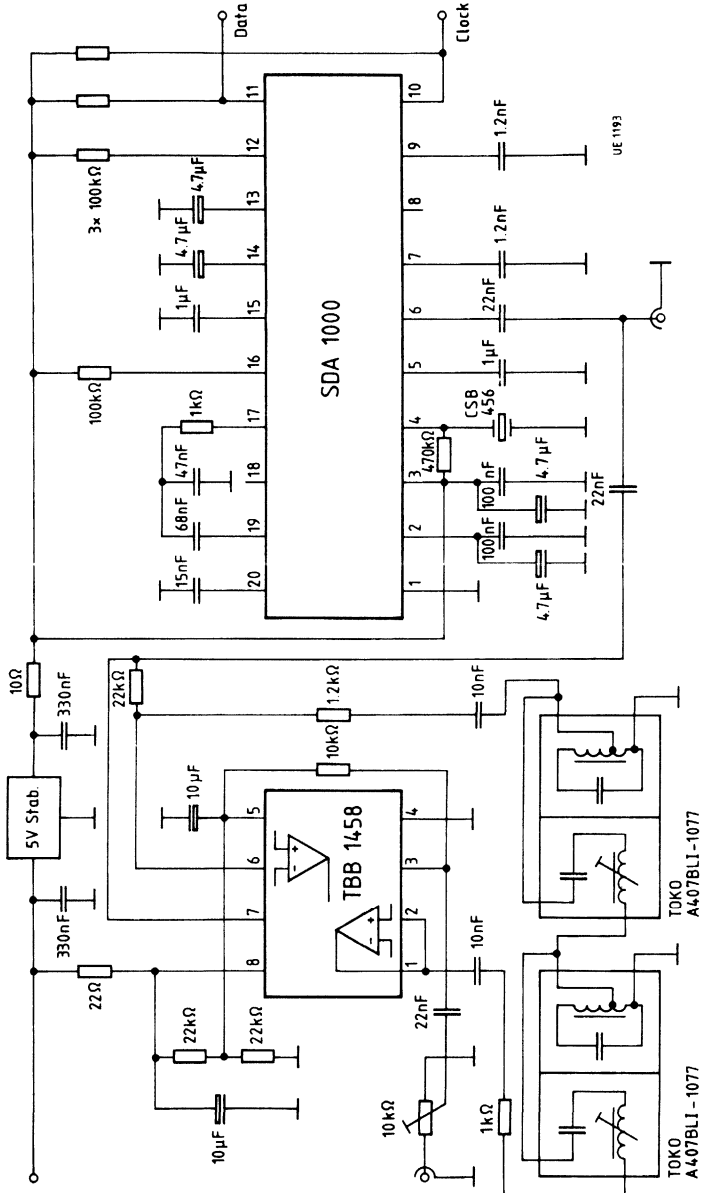 Data
Clock
3x 100kΩ
11
10
12
9
1.2nF
UE 1193
4.7µF
13
8
4.7µF
14
7
1.2nF
1µF
15
6
22nF
SDA 1000
100kΩ
16
5
1µF
1kΩ
17
4
CSB
456
470kΩ
47nF
18
3
100nF
4.7µF
22nF
68nF
19
2
100nF
15nF
20
1
4.7µF
10Ω
330nF
22kΩ
1.2kΩ
10nF
5V Stab.
10µF
10kΩ
5
4
6
+
-
TBB 1458
3
7
2
+
-
8
1
10nF
330nF
22Ω
22kΩ
22kΩ
22nF
10µF
10kΩ
1kΩ
TOKO
A407BLI-1077
TOKO
A407BLI-1077